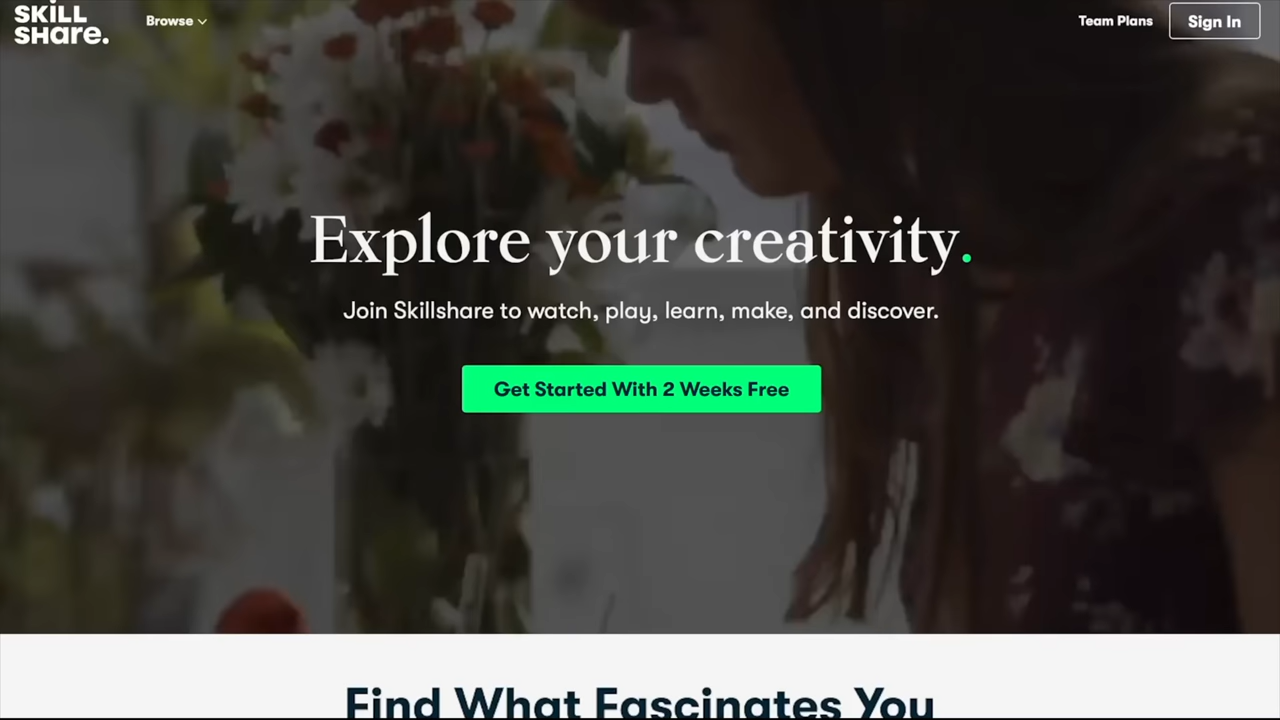 SKiLL
SHare.
Browse
Team Plans
Sign In
Explore your creativity.
Join Skillshare to watch, play, learn, make, and discover.
Get Started With 2 Weeks Free
Find What Fascinates You